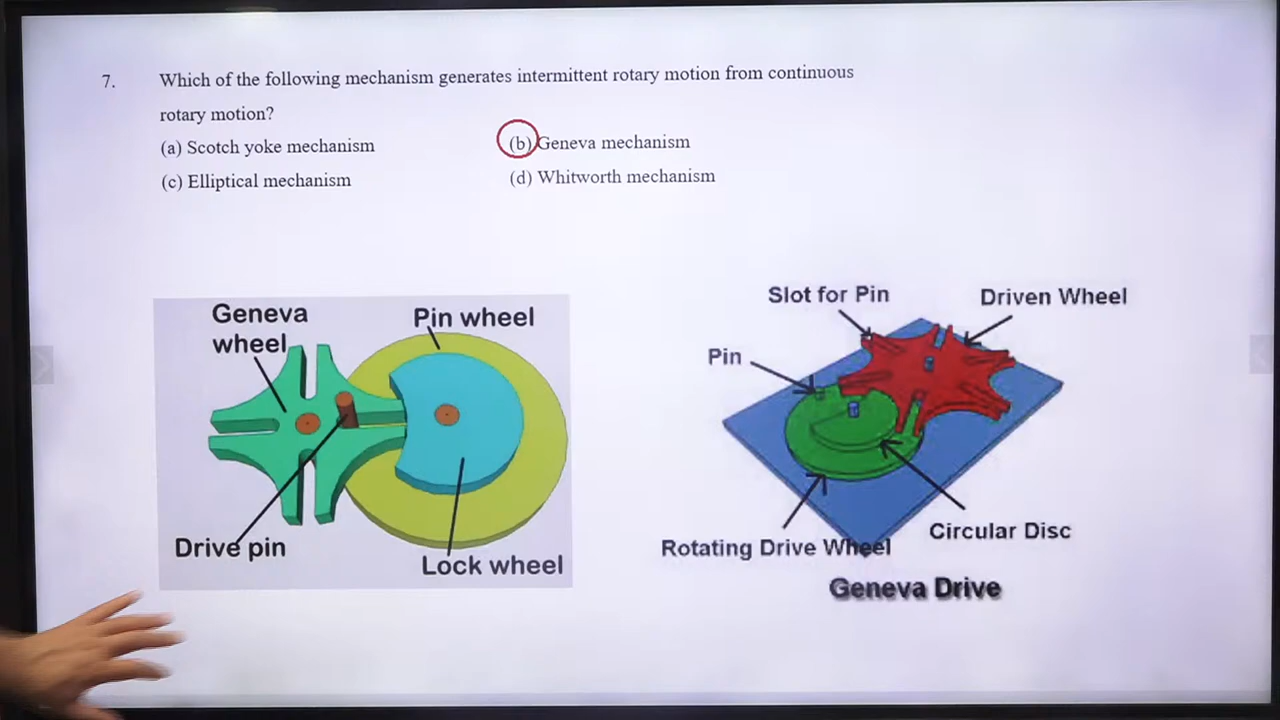 7. Which of the following mechanism generates intermittent rotary motion from continuous
rotary motion?
(a) Scotch yoke mechanism (b) Geneva mechanism
(c) Elliptical mechanism (d) Whitworth mechanism
Geneva
wheel
Pin wheel
Drive pin
Lock wheel
Slot for Pin
Driven Wheel
Pin
Circular Disc
Rotating Drive Wheel
Geneva Drive